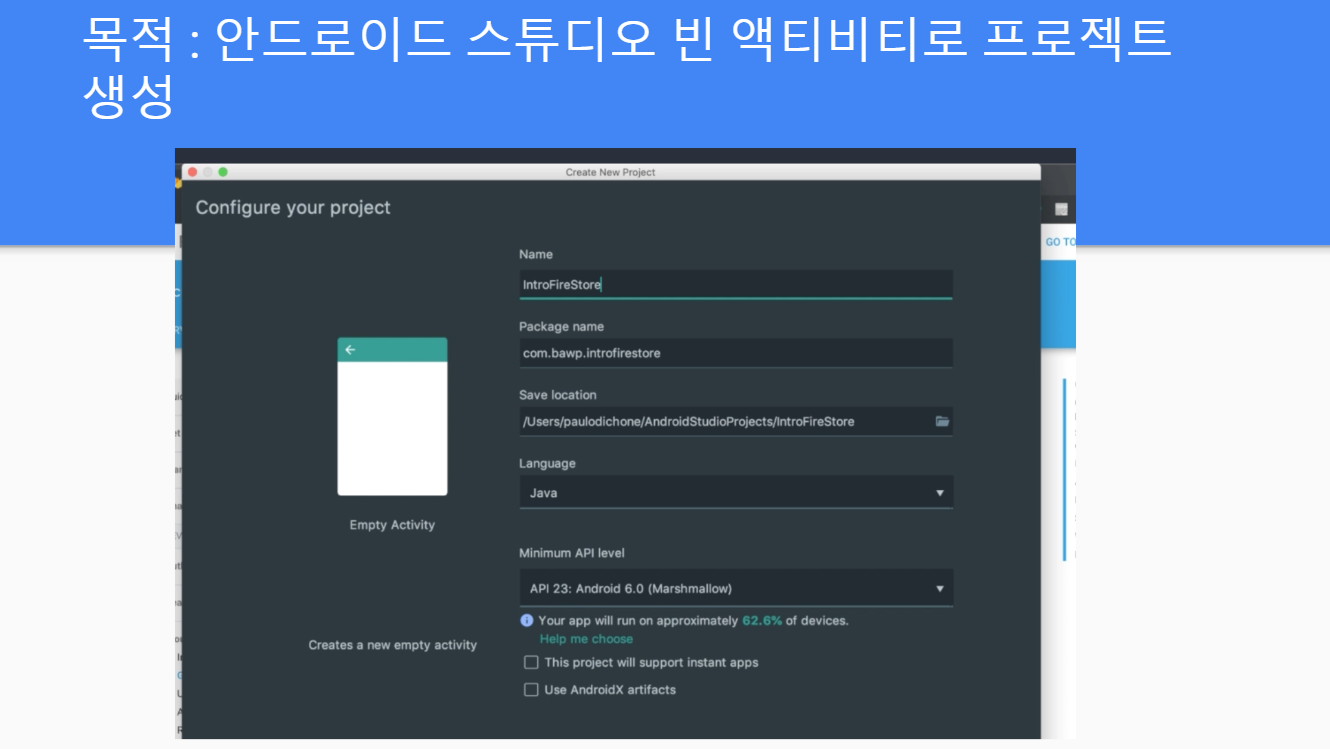 목적 : 안드로이드 스튜디오 빈 액티비티로 프로젝트
생성
Create New Project
Configure your project
GO TO
Name
IntroFireStore
Package name
com.bawp.introfirestore
Save location
/Users/paulodichone/AndroidStudioProjects/IntroFireStore
Language
Java
Empty Activity
Minimum API level
API 23: Android 6.0 (Marshmallow)
Your app will run on approximately 62.6% of devices.
Help me choose
Creates a new empty activity
This project will support instant apps
Use AndroidX artifacts